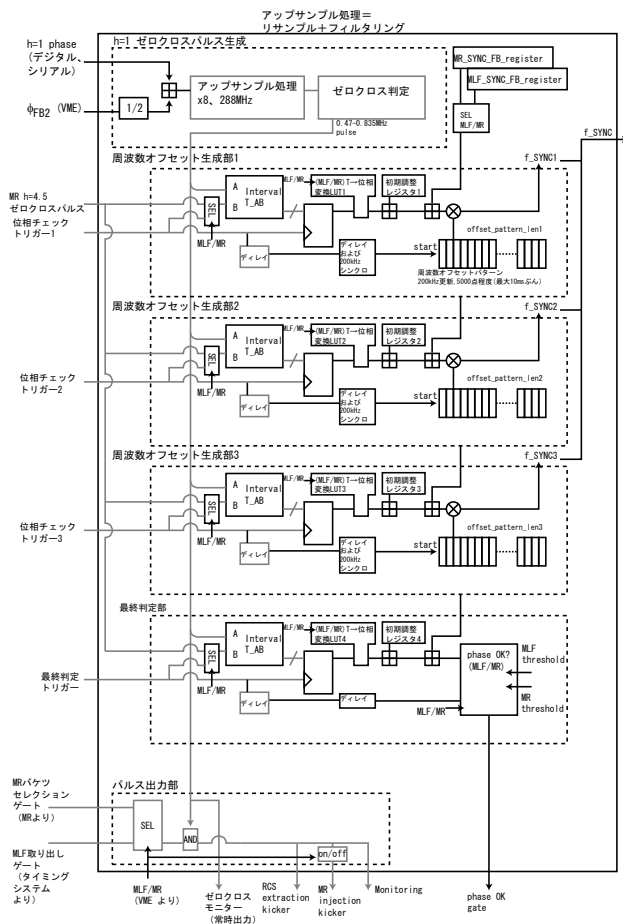 アップサンプル処理＝
リサンプル＋フィルタリング
h=1 phase
(デジタル、
シリアル)
h=1 ゼロクロスパルス生成
アップサンプル処理
x8、288MHz
ゼロクロス判定
MR_SYNC_FB_register
MLF_SYNC_FB_register
ΦFB2 (VME)
1/2
SEL
MLF/MR
0.47-0.835MHz
pulse
f_SYNC
周波数オフセット生成部1
f_SYNC1
MR h=4.5
ゼロクロスパルス
位相チェック
トリガー1
A
B
Interval
T_AB
SEL
MLF/MR
MLF/MR
(MLF/MR)T→位相
変換LUT1
初期調整
レジスタ1
ディレイ
ディレイ
および
200kHz
シンクロ
start
offset_pattern_len1
周波数オフセットパターン
200kHz更新,5000点程度(最大10msぶん)
周波数オフセット生成部2
f_SYNC2
位相チェック
トリガー2
A
B
Interval
T_AB
SEL
MLF/MR
MLF/MR
(MLF/MR)T→位相
変換LUT2
初期調整
レジスタ2
ディレイ
ディレイ
および
200kHz
シンクロ
start
offset_pattern_len2
周波数オフセット生成部3
f_SYNC3
位相チェック
トリガー3
A
B
Interval
T_AB
SEL
MLF/MR
MLF/MR
(MLF/MR)T→位相
変換LUT3
初期調整
レジスタ3
ディレイ
ディレイ
および
200kHz
シンクロ
start
offset_pattern_len3
最終判定部
最終判定
トリガー
A
B
Interval
T_AB
SEL
MLF/MR
MLF/MR
(MLF/MR)T→位相
変換LUT4
初期調整
レジスタ4
ディレイ
ディレイ
phase OK?
(MLF/MR)
MLF
threshold
MR
threshold
MLF/MR
パルス出力部
MRバケツ
セレクション
ゲート
(MRより)
SEL
AND
on/off
MLF取り出し
ゲート
(タイミング
システム
より)
MLF/MR
(VME より)
ゼロクロス
モニター
(常時出力)
RCS
extraction
kicker
MR
injection
kicker
Monitoring
phase OK
gate